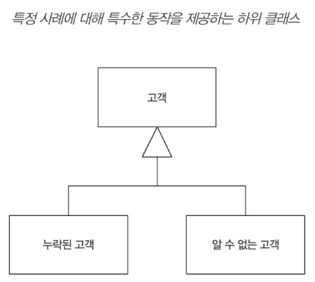 특정 사례에 대해 특수한 동작을 제공하는 하위 클래스
고객
누락된 고객
알 수 없는 고객